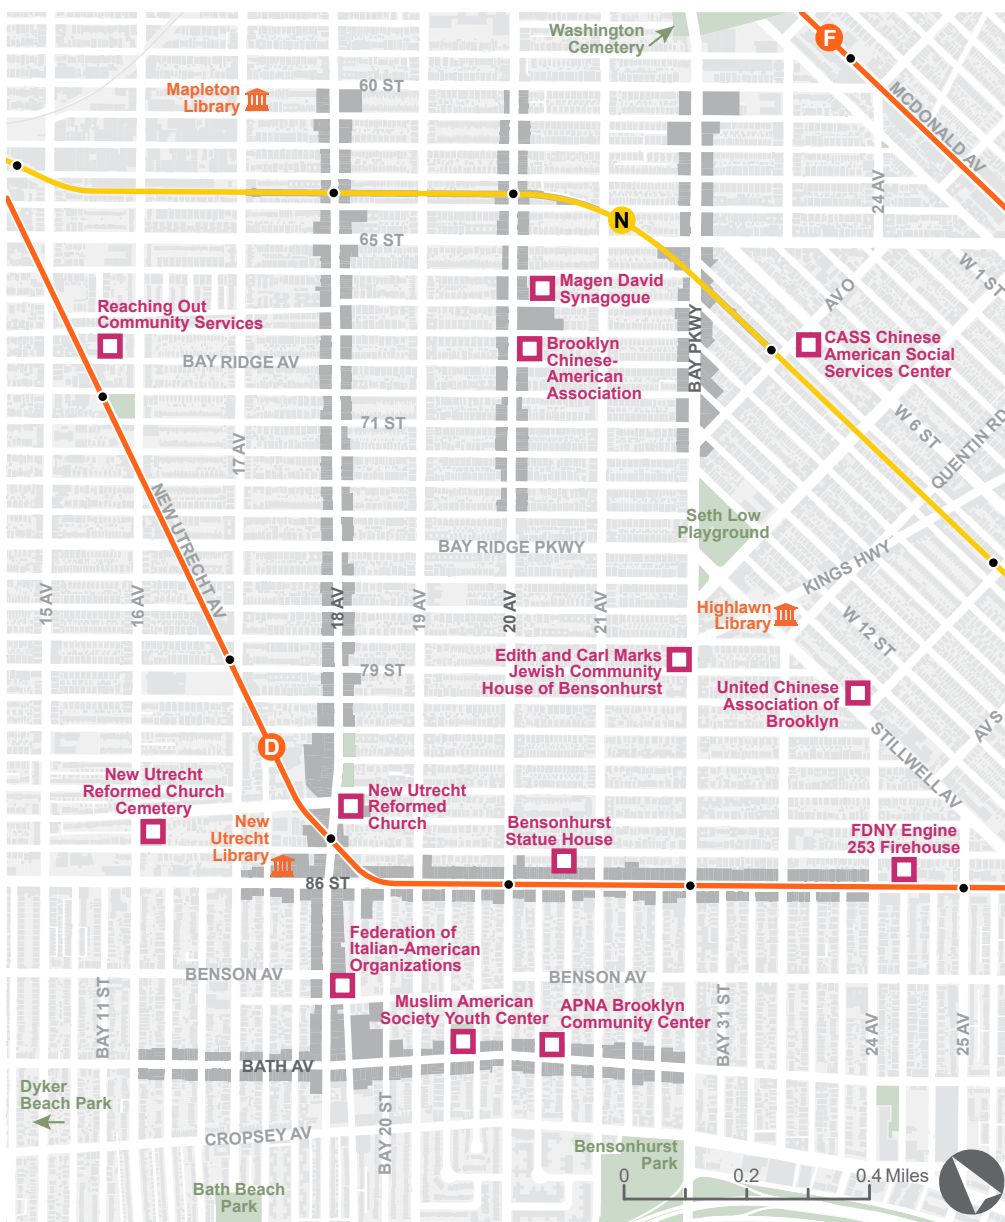 Washington
Cemetery
F
60 ST
Mapleton
Library
MCDONALD AV
24 AV
N
65 ST
W 1 ST
AV O
Magen David
Synagogue
Reaching Out
Community Services
BAY PKWY
CASS Chinese
American Social
Services Center
Brooklyn
Chinese-
American
Association
BAY RIDGE AV
W 6 ST
QUENTIN RD
71 ST
17 AV
NEW UTRECHT AV
Seth Low
Playground
BAY RIDGE PKWY
KINGS HWY
15 AV
16 AV
18 AV
19 AV
20 AV
21 AV
Highlawn
Library
W 12 ST
79 ST
Edith and Carl Marks
Jewish Community
House of Bensonhurst
United Chinese
Association of
Brooklyn
AV S
STILLWELL AV
D
New Utrecht
Reformed Church
Cemetery
New Utrecht
Reformed
Church
New
Utrecht
Library
Bensonhurst
Statue House
FDNY Engine
253 Firehouse
86 ST
Federation of
Italian-American
Organizations
BENSON AV
BENSON AV
BAY 11 ST
Muslim American
Society Youth Center
APNA Brooklyn
Community Center
BAY 31 ST
24 AV
25 AV
BATH AV
Dyker
Beach Park
BAY 20 ST
CROPSEY AV
Bensonhurst
Park
0
0.2
0.4 Miles
Bath Beach
Park